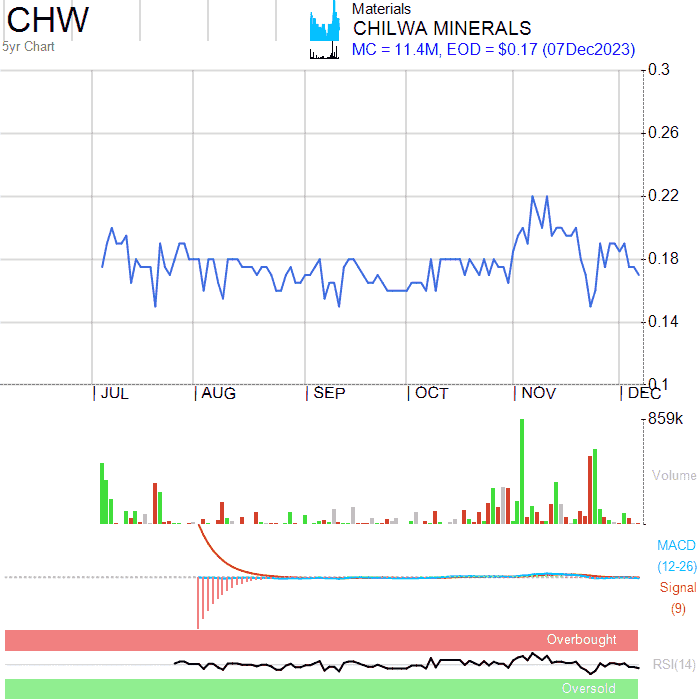 CHW
5yr Chart
Materials
CHILWA MINERALS
MC = 11.4M, EOD = $0.17 (07Dec2023)
0.3
0.26
0.22
0.18
0.14
0.1
JUL AUG SEP OCT NOV DEC
859k
Volume
MACD
(12-26)
Signal
(9)
Overbought
RSI(14)
Oversold